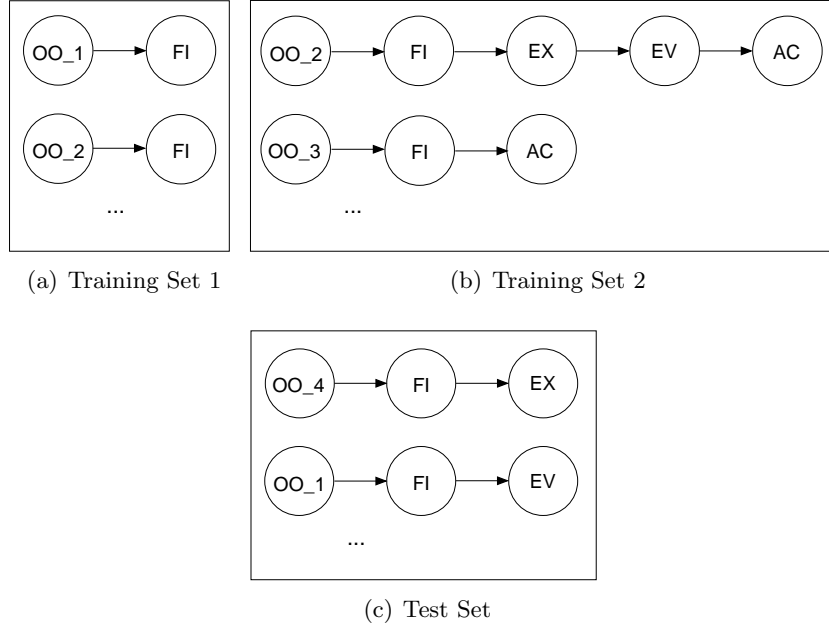 OO_1 FI
OO_2 FI
...
(a) Training Set 1
OO_2 FI EX EV AC
OO_3 FI AC
...
(b) Training Set 2
OO_4 FI EX
OO_1 FI EV
...
(c) Test Set